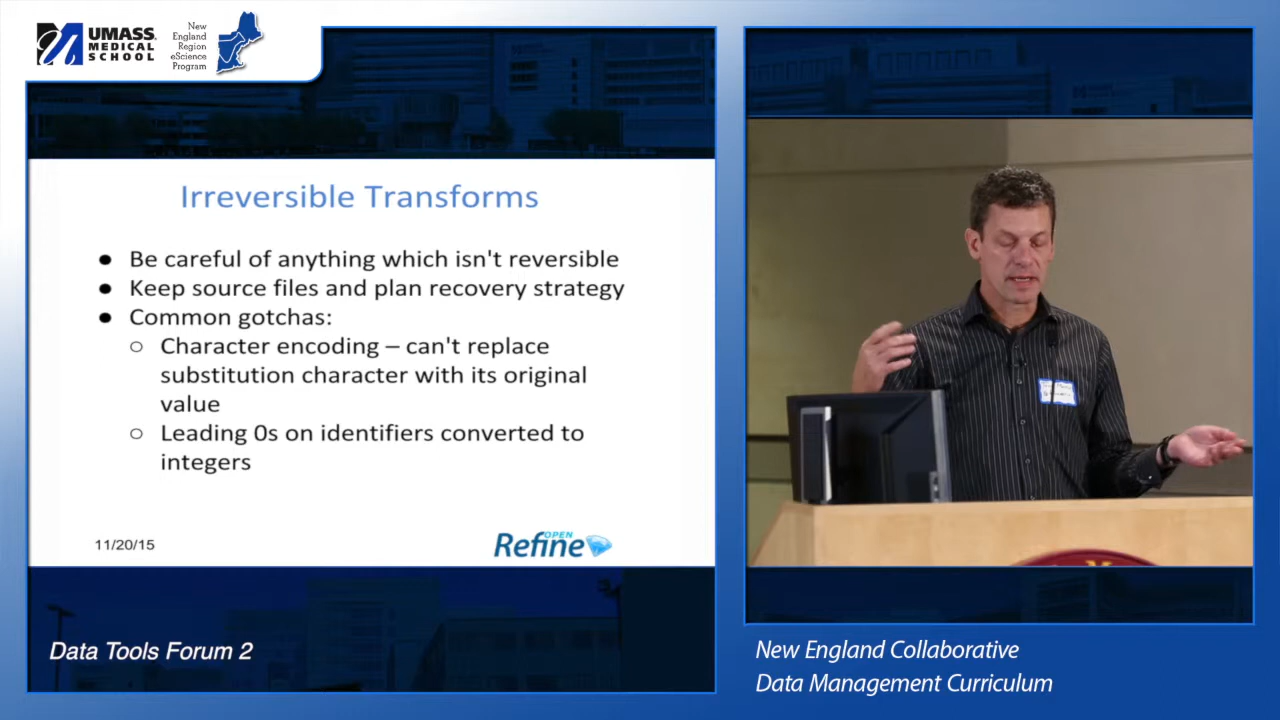 UMASS
MEDICAL
SCHOOL
New
England
Region
eScience
Program
Irreversible Transforms
● Be careful of anything which isn't reversible
● Keep source files and plan recovery strategy
● Common gotchas:
○ Character encoding – can't replace
substitution character with its original
value
○ Leading 0s on identifiers converted to
integers
11/20/15
OPEN
Refine
Data Tools Forum 2
New England Collaborative
Data Management Curriculum